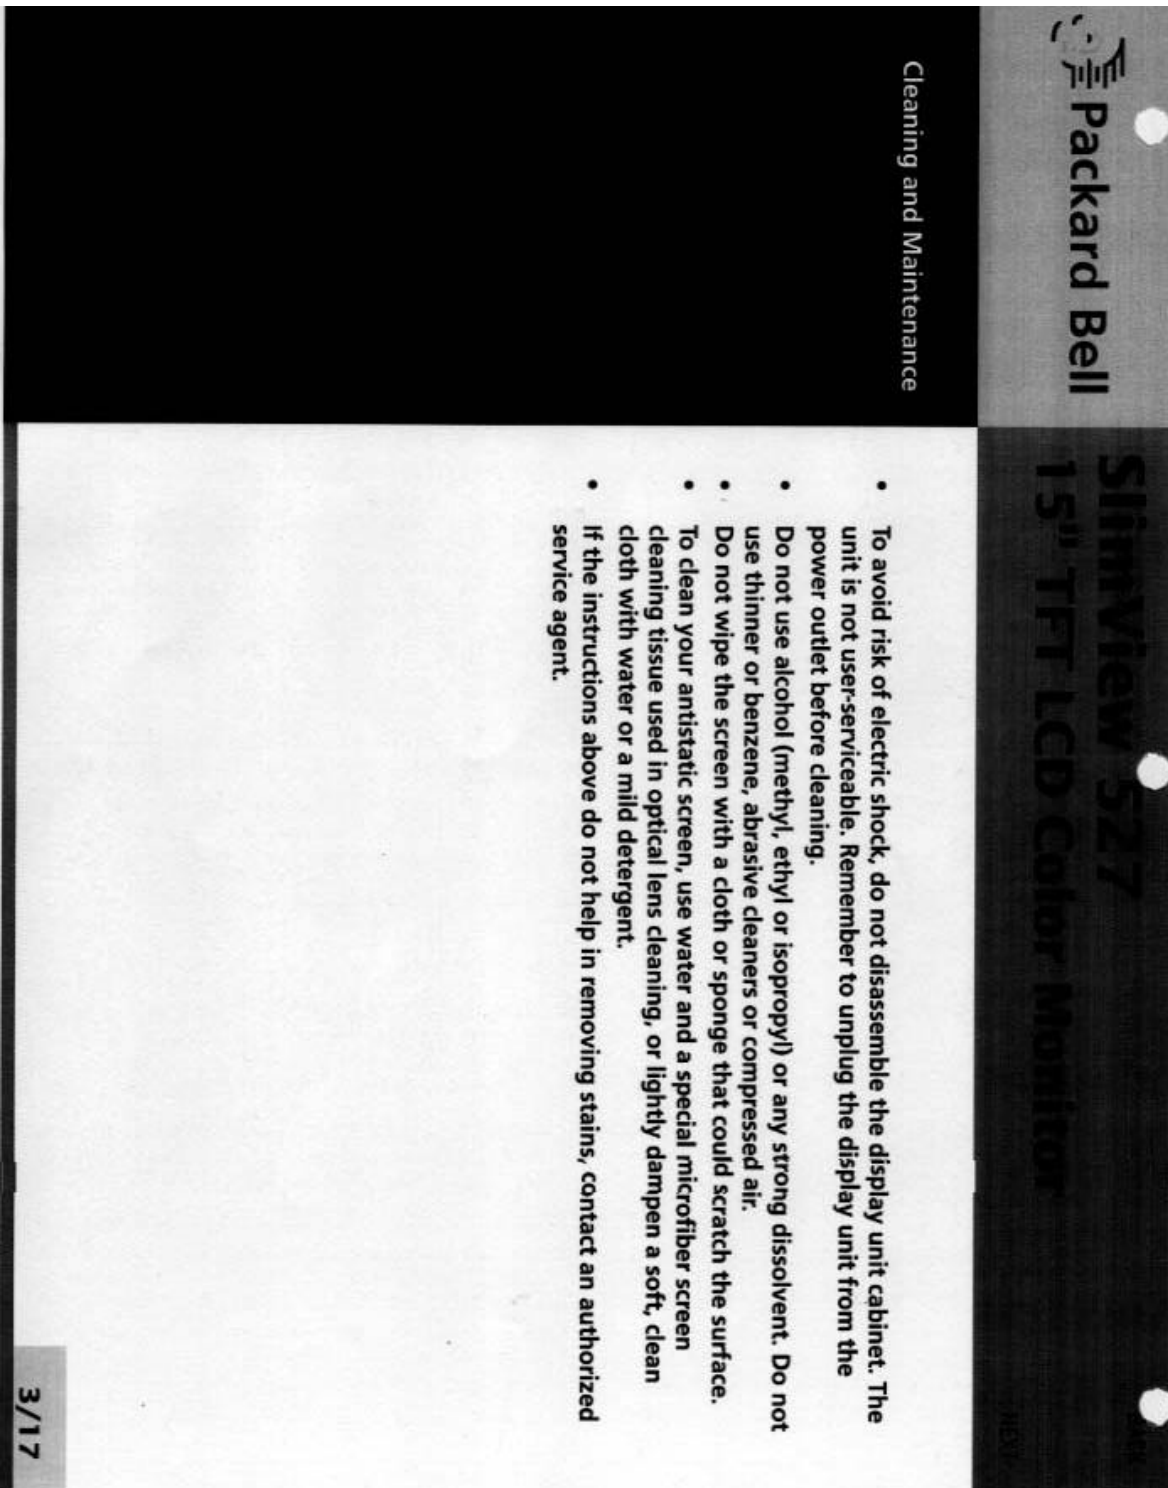 Packard Bell
SlimView 527
15" TFT LCD Color Monitor
BACK
NEXT
Cleaning and Maintenance
• To avoid risk of electric shock, do not disassemble the display unit cabinet. The
unit is not user-serviceable. Remember to unplug the display unit from the
power outlet before cleaning.
• Do not use alcohol (methyl, ethyl or isopropyl) or any strong dissolvent. Do not
use thinner or benzene, abrasive cleaners or compressed air.
• Do not wipe the screen with a cloth or sponge that could scratch the surface.
• To clean your antistatic screen, use water and a special microfiber screen
cleaning tissue used in optical lens cleaning, or lightly dampen a soft, clean
cloth with water or a mild detergent.
• If the instructions above do not help in removing stains, contact an authorized
service agent.
3/17